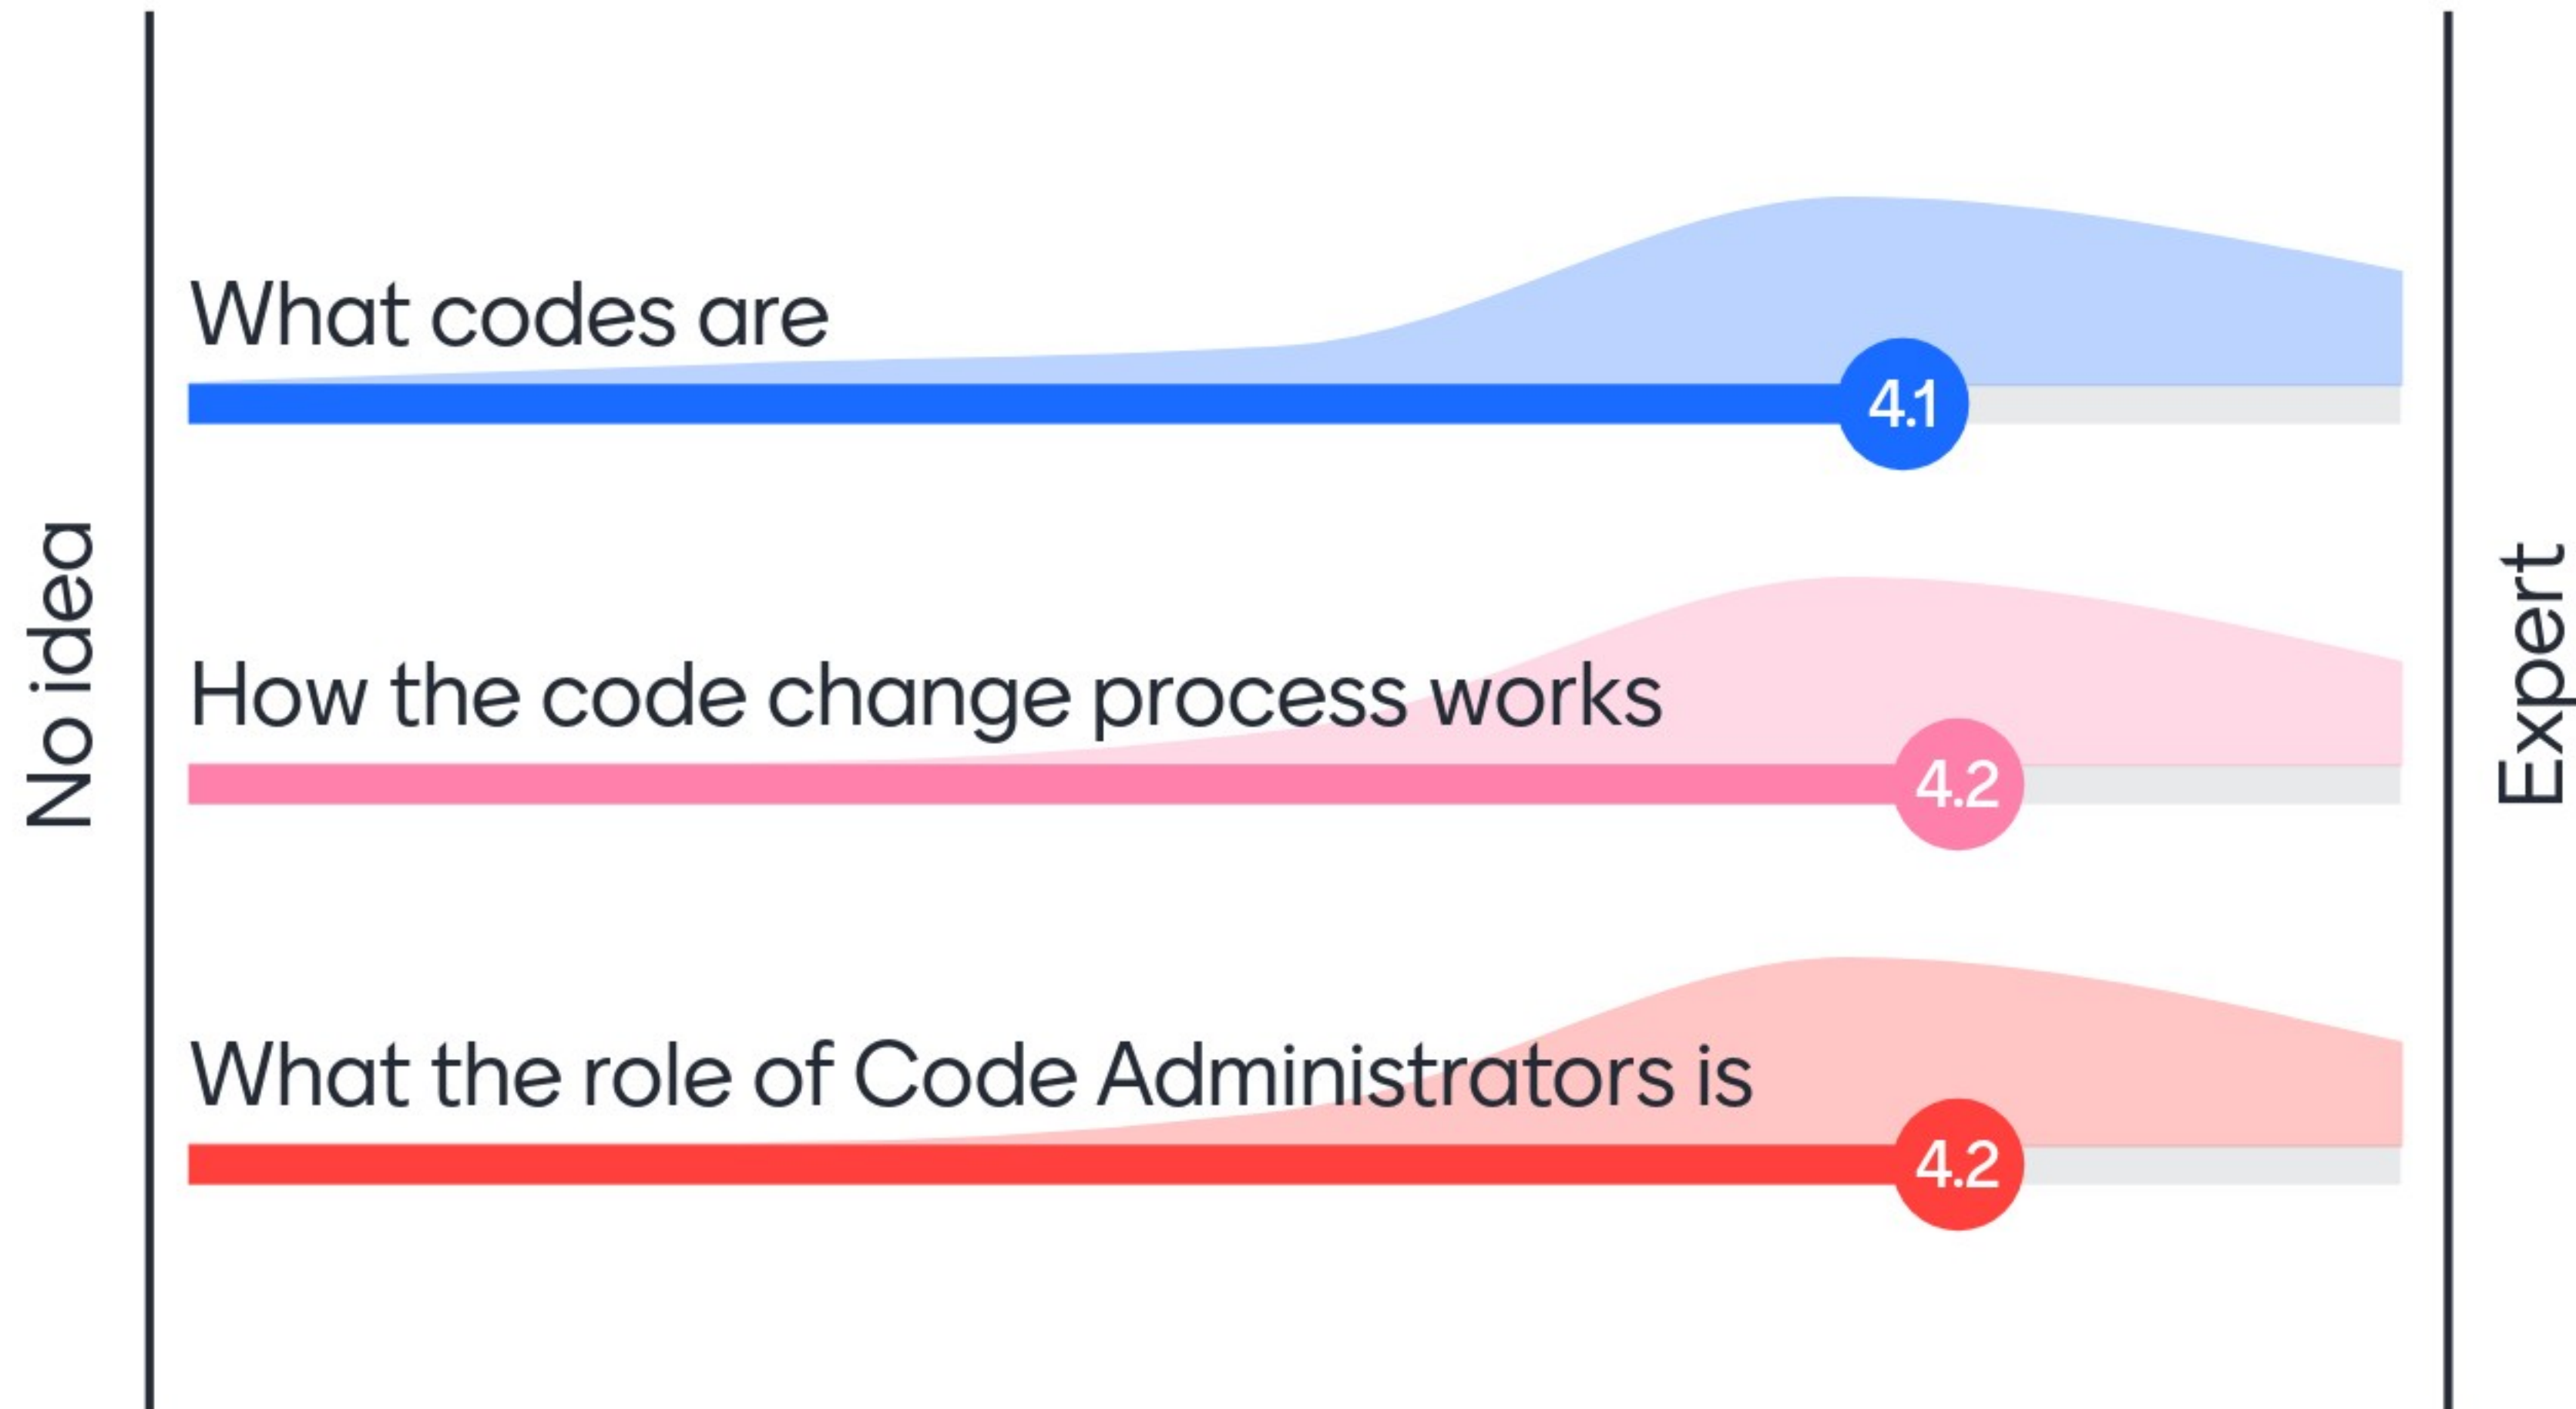 What codes are
4.1
No idea
How the code change process works
4.2
Expert
What the role of Code Administrators is
4.2